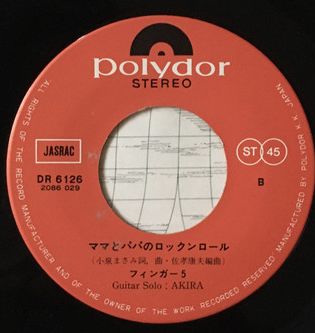 polydor
STEREO
ALL RIGHTS OF THE RECORD MANUFACTURER AND OF THE OWNER OF THE WORK RECORDED RESERVED
MANUFACTURED BY POLYDOR K.K. JAPAN
JASRAC
DR 6126
2086 029
ST 45
B
ママとパパのロックンロール
(小泉まさみ詞、曲・佐孝康夫編曲)
フィンガー5
Guitar Solo : AKIRA